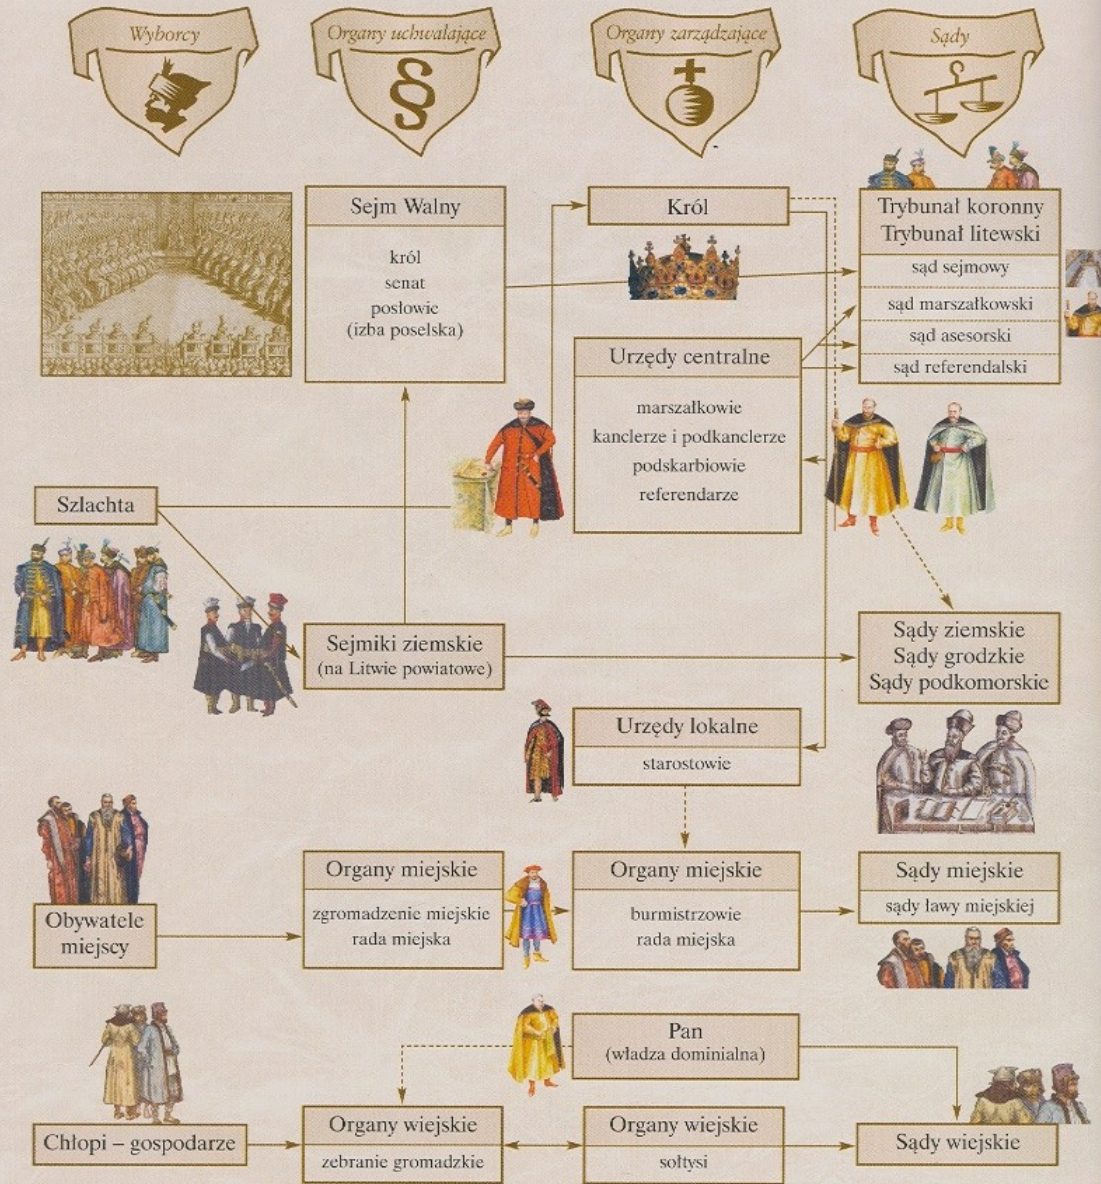 Wyborcy
Organy uchwalające
§
Organy zarządzające
Sądy
Sejm Walny
król
senat
posłowie
(izba poselska)
Król
Trybunał koronny
Trybunał litewski
sąd sejmowy
sąd marszałkowski
sąd asesorski
sąd referendalski
Urzędy centralne
marszałkowie
kanclerze i podkanclerze
podskarbiowie
referendarze
Szlachta
Sejmiki ziemskie
(na Litwie powiatowe)
Sądy ziemskie
Sądy grodzkie
Sądy podkomorskie
Urzędy lokalne
starostowie
Obywatele
miejscy
Organy miejskie
zgromadzenie miejskie
rada miejska
Organy miejskie
burmistrzowie
rada miejska
Sądy miejskie
sądy ławy miejskiej
Pan
(władza dominialna)
Chłopi – gospodarze
Organy wiejskie
zebranie gromadzkie
Organy wiejskie
sołtysi
Sądy wiejskie